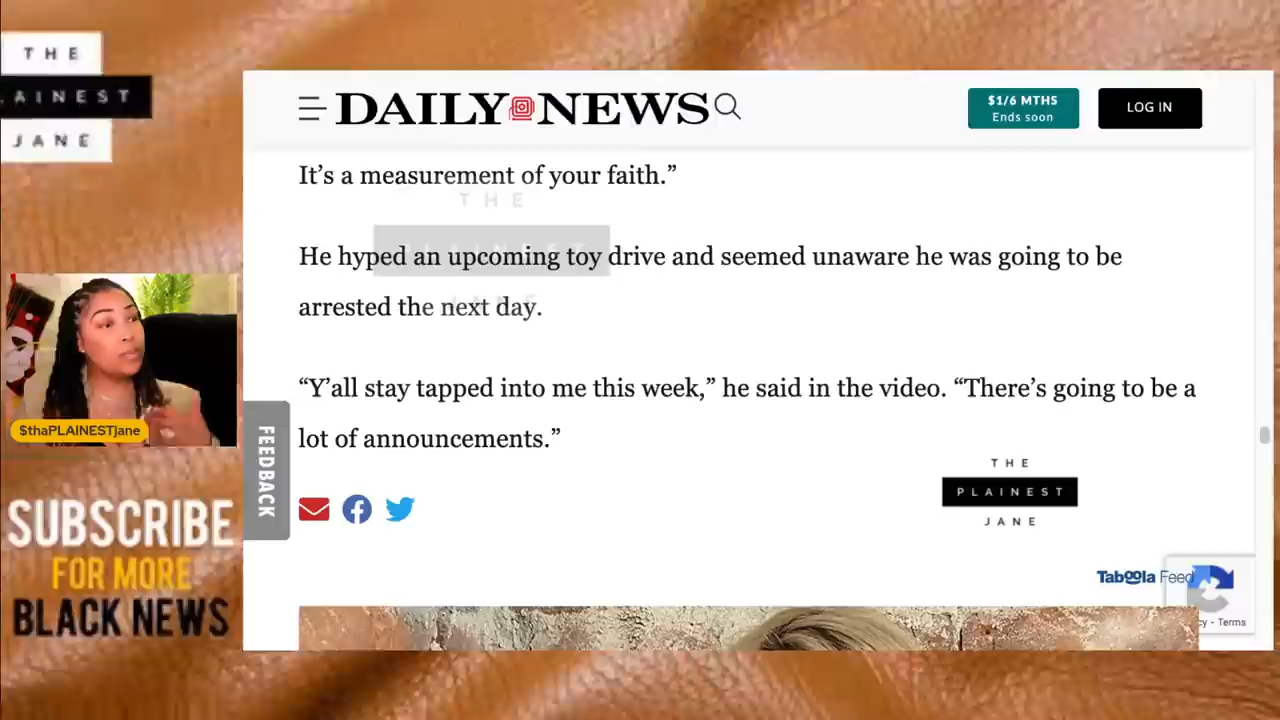 THE
LAINEST
JANE
DAILY NEWS
$1/6 MTHS
Ends soon
LOG IN
It’s a measurement of your faith.”
THE
PLAINEST
JANE
He hyped an upcoming toy drive and seemed unaware he was going to be
arrested the next day.
“Y’all stay tapped into me this week,” he said in the video. “There’s going to be a
lot of announcements.”
FEEDBACK
$thaPLAINESTjane
SUBSCRIBE
FOR MORE
BLACK NEWS
THE
PLAINEST
JANE
Taboola Feed
- Terms